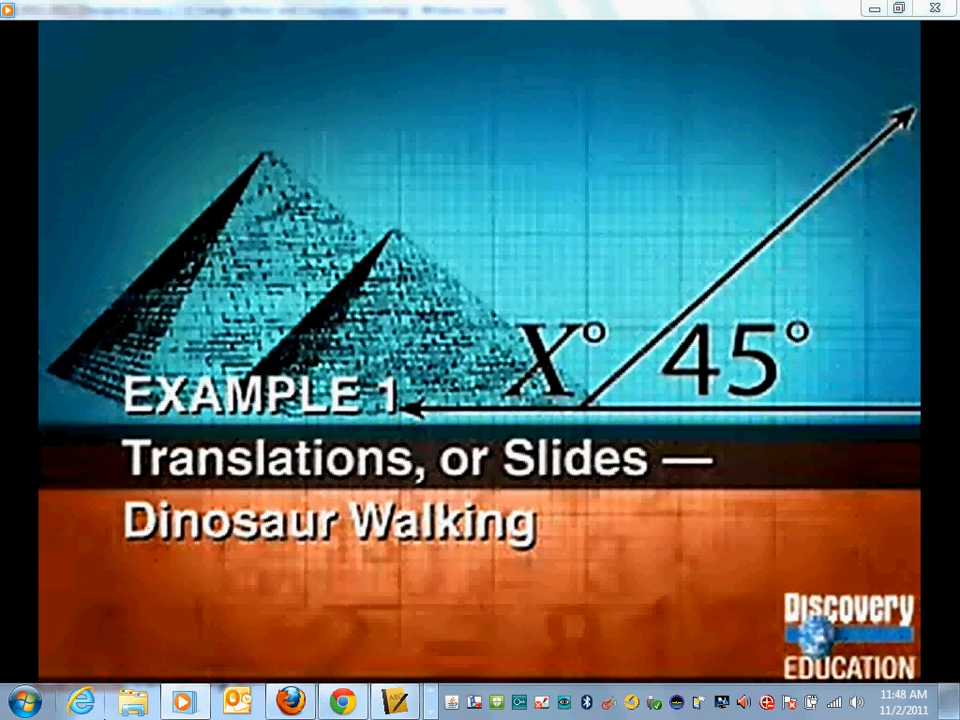 X° 45°
EXAMPLE 1
Translations, or Slides —
Dinosaur Walking
Discovery
EDUCATION
11:48 AM
11/2/2011